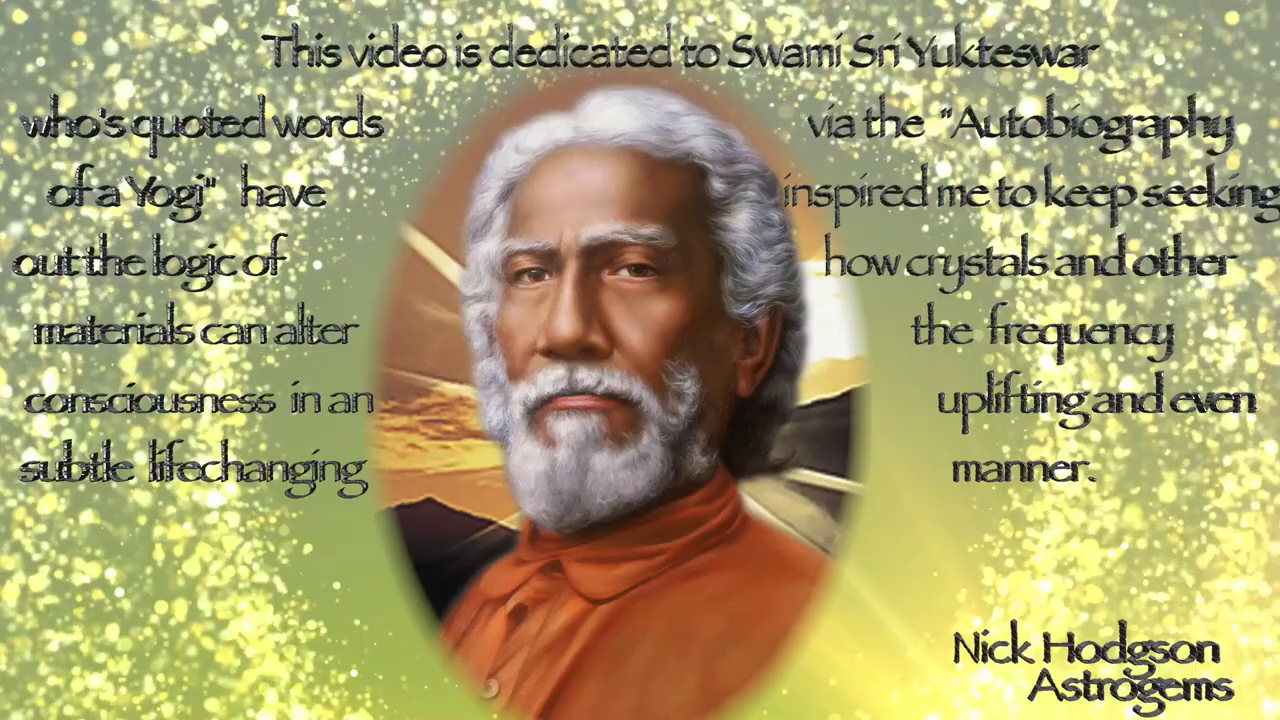 This video is dedicated to Swami Sri Yukteswar
who's quoted words via the "Autobiography
of a Yogi" have inspired me to keep seeking
out the logic of how crystals and other
materials can alter the frequency
consciousness in an uplifting and even
subtle lifechanging manner.
Nick Hodgson
Astrogems